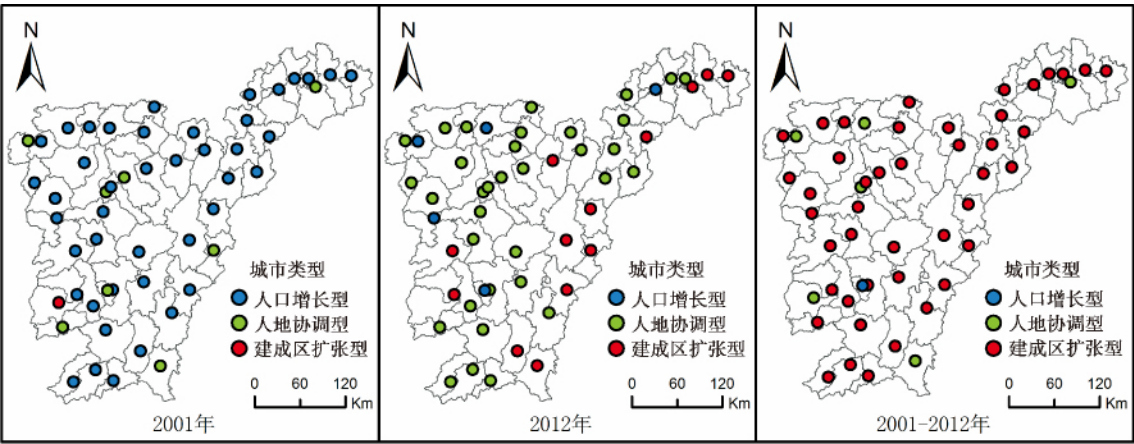 N
城市类型
人口增长型
人地协调型
建成区扩张型
0 60 120
Km
2001年
N
城市类型
人口增长型
人地协调型
建成区扩张型
0 60 120
Km
2012年
N
城市类型
人口增长型
人地协调型
建成区扩张型
0 60 120
Km
2001-2012年